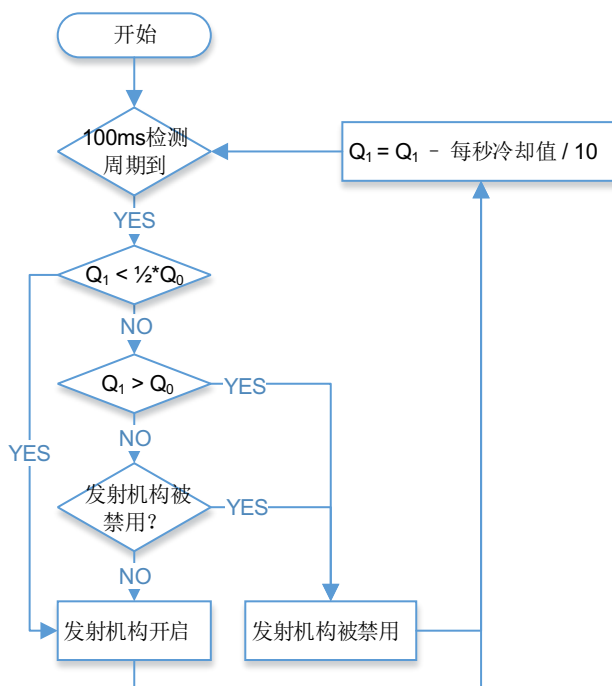 开始
100ms检测
周期到
Q₁ = Q₁ - 每秒冷却值 / 10
YES
Q₁ < ½*Q₀
NO
Q₁ > Q₀
YES
NO
YES
发射机构被
禁用？
YES
NO
发射机构开启
发射机构被禁用